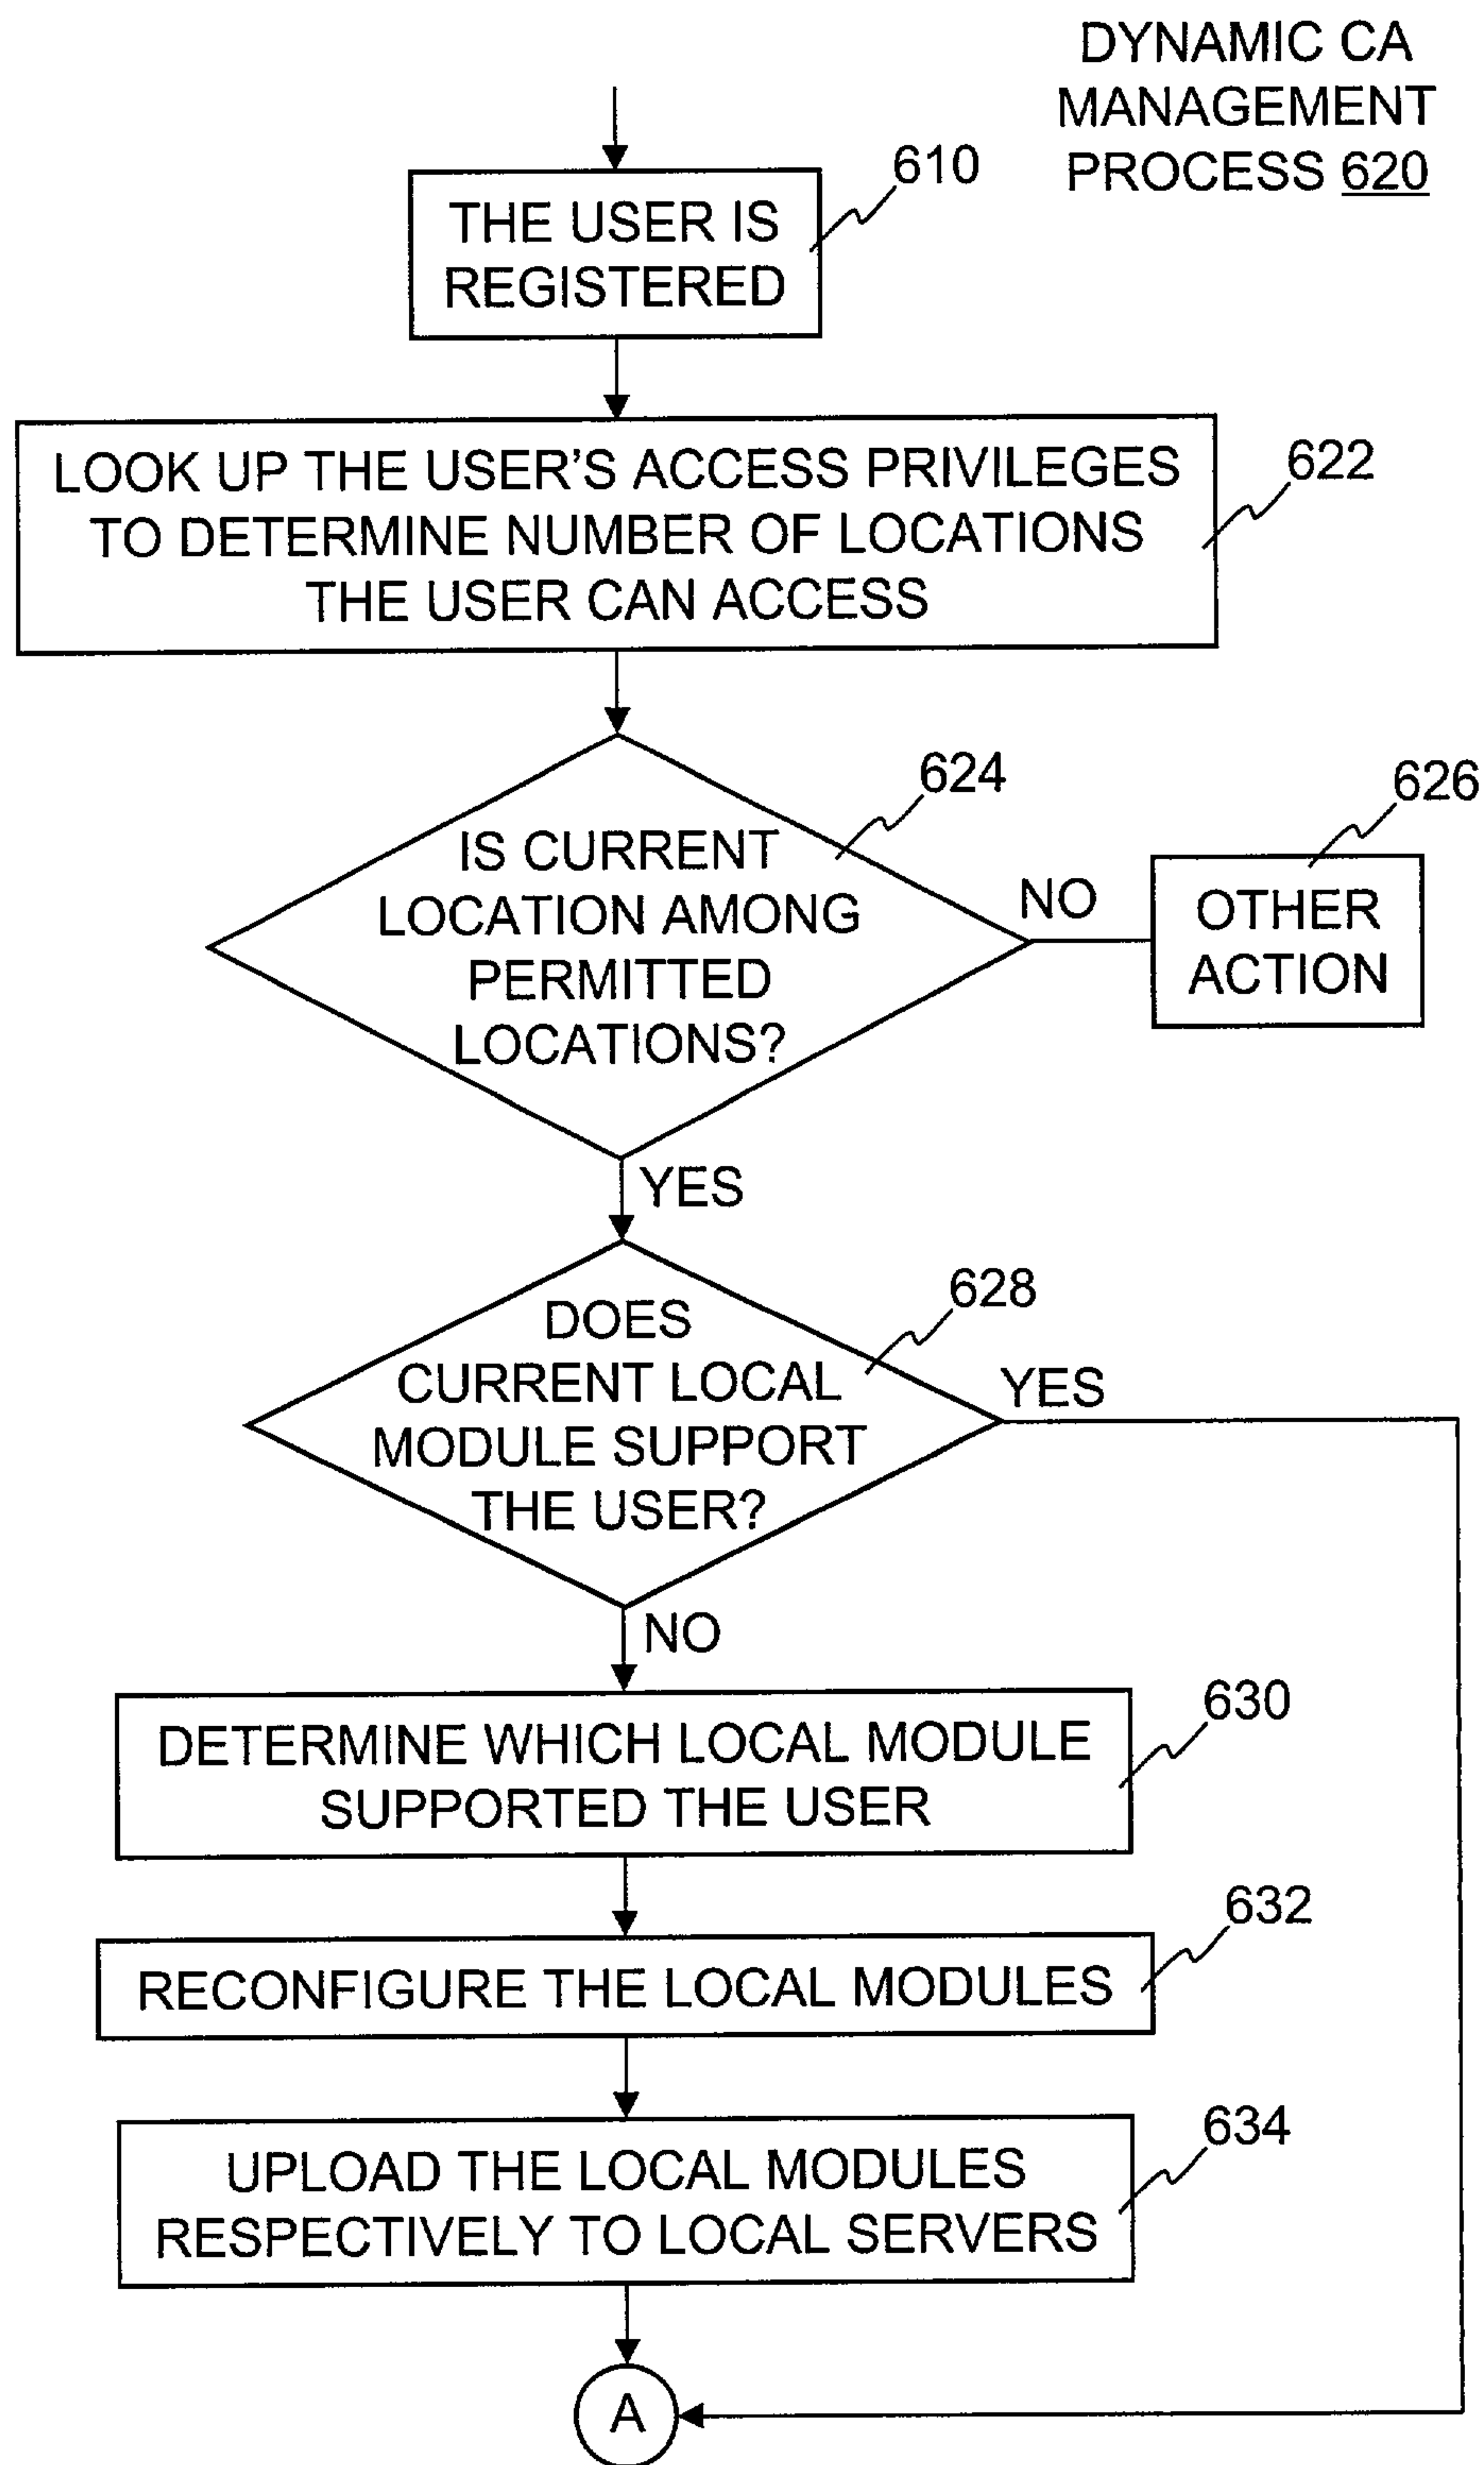 DYNAMIC CA
MANAGEMENT
PROCESS 620
610
THE USER IS
REGISTERED
622
LOOK UP THE USER'S ACCESS PRIVILEGES
TO DETERMINE NUMBER OF LOCATIONS
THE USER CAN ACCESS
624
IS CURRENT
LOCATION AMONG
PERMITTED
LOCATIONS?
NO
626
OTHER
ACTION
YES
628
DOES
CURRENT LOCAL
MODULE SUPPORT
THE USER?
YES
NO
630
DETERMINE WHICH LOCAL MODULE
SUPPORTED THE USER
632
RECONFIGURE THE LOCAL MODULES
634
UPLOAD THE LOCAL MODULES
RESPECTIVELY TO LOCAL SERVERS
A